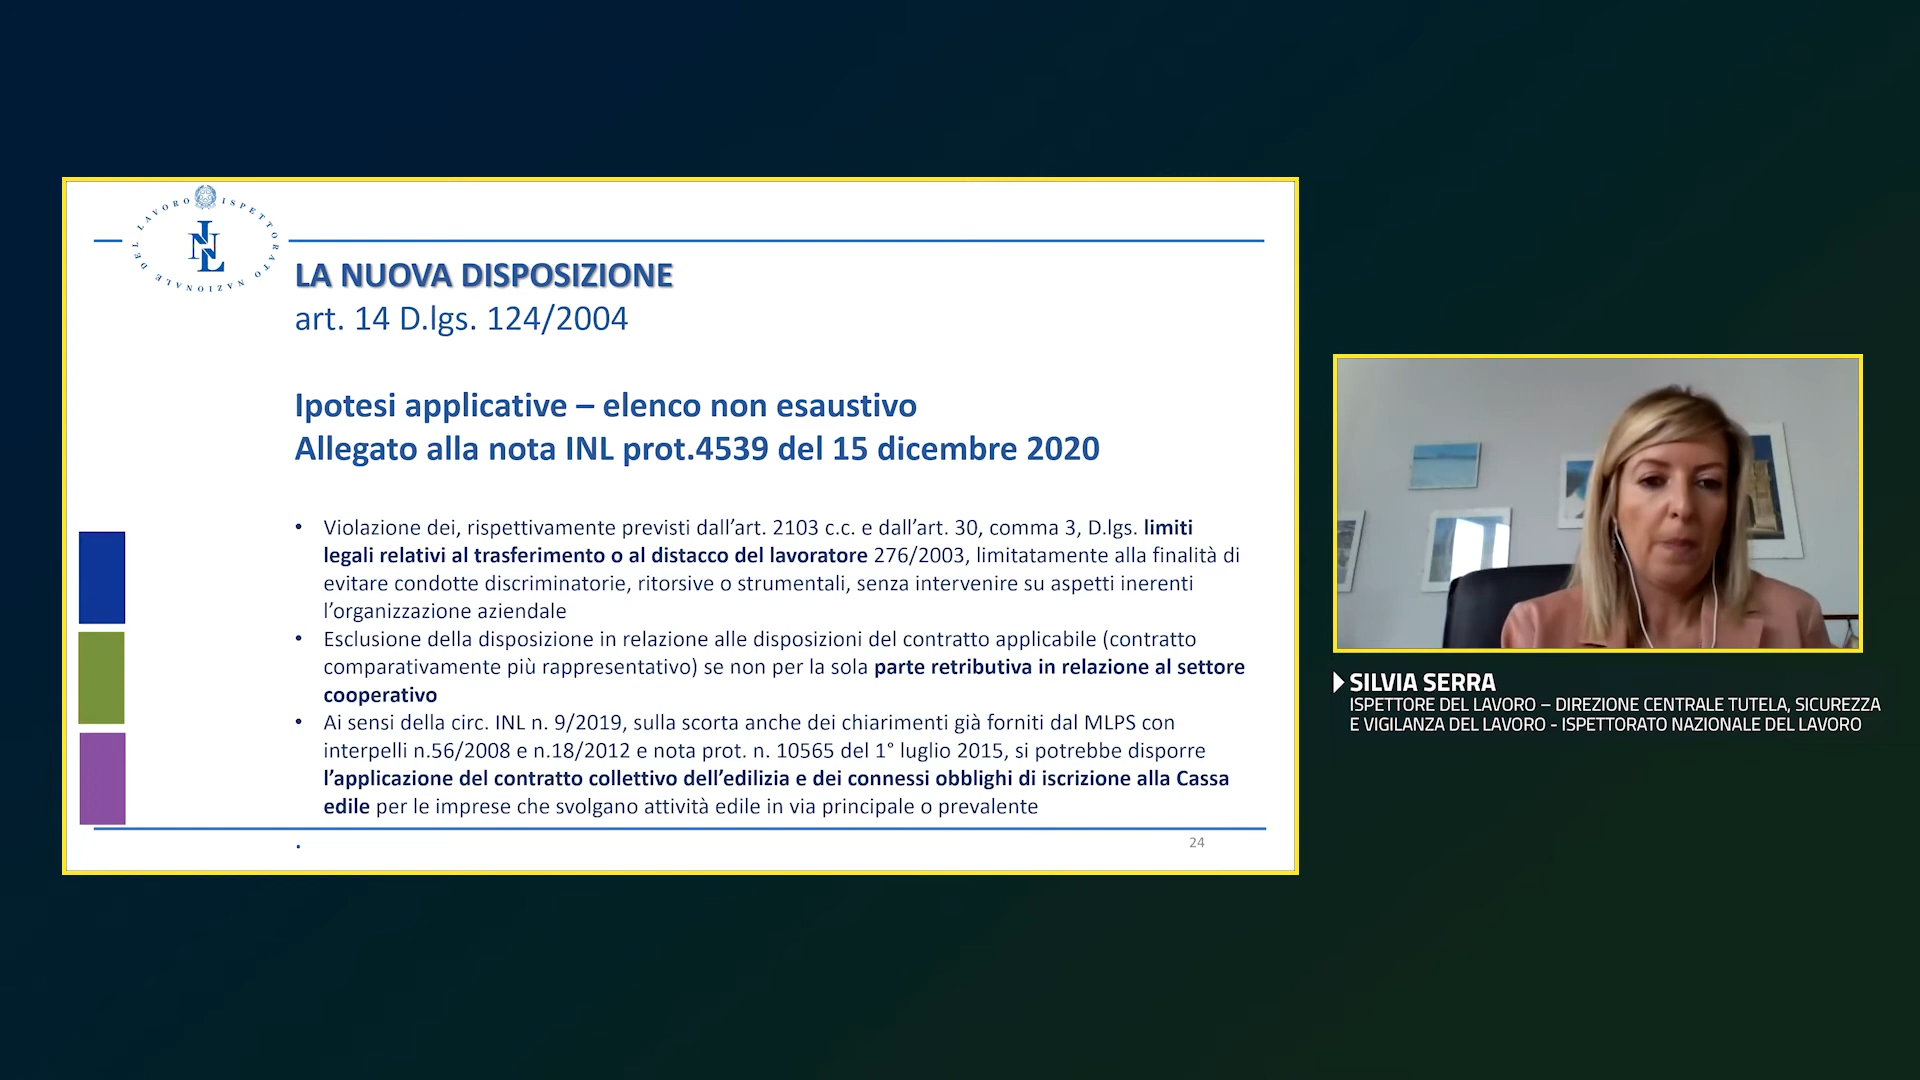 ISPETTORATO NAZIONALE DEL LAVORO
INL
LA NUOVA DISPOSIZIONE
art. 14 D.lgs. 124/2004
Ipotesi applicative – elenco non esaustivo
Allegato alla nota INL prot.4539 del 15 dicembre 2020
• Violazione dei, rispettivamente previsti dall’art. 2103 c.c. e dall’art. 30, comma 3, D.lgs. limiti
legali relativi al trasferimento o al distacco del lavoratore 276/2003, limitatamente alla finalità di
evitare condotte discriminatorie, ritorsive o strumentali, senza intervenire su aspetti inerenti
l’organizzazione aziendale
• Esclusione della disposizione in relazione alle disposizioni del contratto applicabile (contratto
comparativamente più rappresentativo) se non per la sola parte retributiva in relazione al settore
cooperativo
• Ai sensi della circ. INL n. 9/2019, sulla scorta anche dei chiarimenti già forniti dal MLPS con
interpelli n.56/2008 e n.18/2012 e nota prot. n. 10565 del 1° luglio 2015, si potrebbe disporre
l’applicazione del contratto collettivo dell’edilizia e dei connessi obblighi di iscrizione alla Cassa
edile per le imprese che svolgano attività edile in via principale o prevalente
.
24
SILVIA SERRA
ISPETTORE DEL LAVORO – DIREZIONE CENTRALE TUTELA, SICUREZZA
E VIGILANZA DEL LAVORO - ISPETTORATO NAZIONALE DEL LAVORO